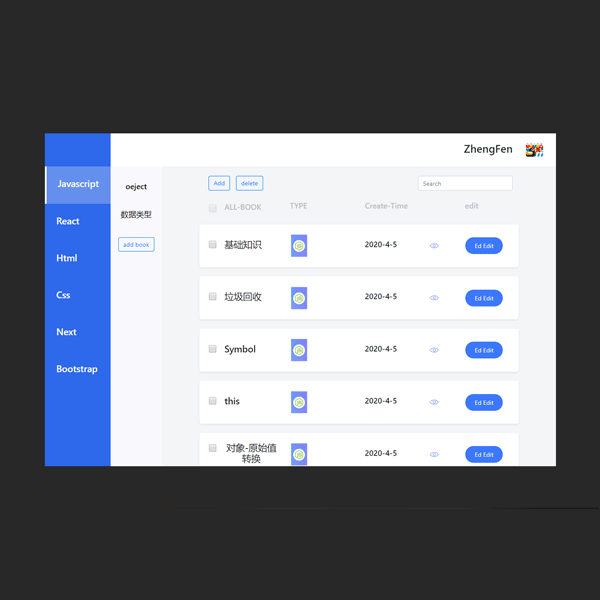 ZhengFen
Javascript
React
Html
Css
Next
Bootstrap
oeject
数据类型
add book
Add
delete
Search
ALL-BOOK
TYPE
Create-Time
edit
基础知识
2020-4-5
Ed Edit
垃圾回收
2020-4-5
Ed Edit
Symbol
2020-4-5
Ed Edit
this
2020-4-5
Ed Edit
对象-原始值
转换
2020-4-5
Ed Edit